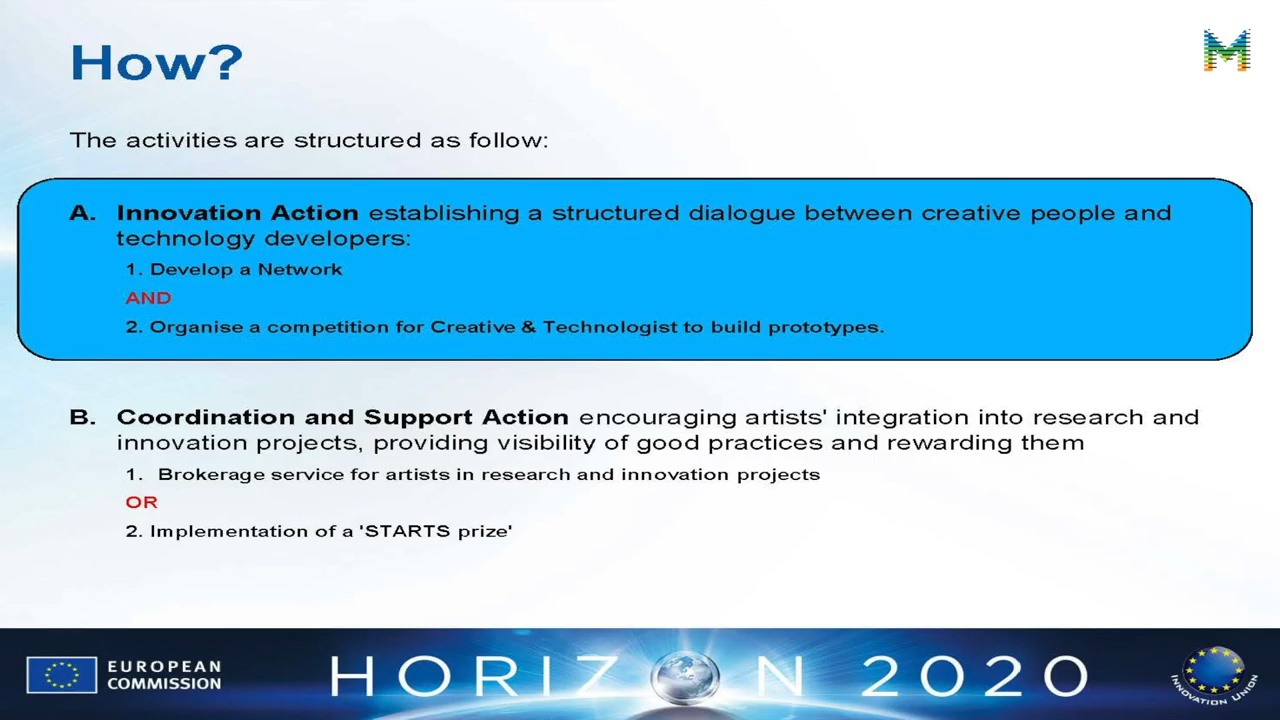 How?
M
The activities are structured as follow:
A. Innovation Action establishing a structured dialogue between creative people and
technology developers:
1. Develop a Network
AND
2. Organise a competition for Creative & Technologist to build prototypes.
B. Coordination and Support Action encouraging artists' integration into research and
innovation projects, providing visibility of good practices and rewarding them
1. Brokerage service for artists in research and innovation projects
OR
2. Implementation of a 'STARTS prize'
EUROPEAN
COMMISSION
HORIZON 2020
INNOVATION UNION